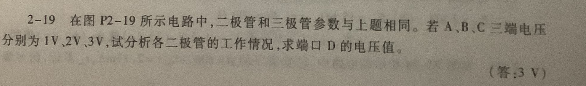 2-19 在图 P2-19 所示电路中,二极管和三极管参数与上题相同。若 A、B、C 三端电压
分别为 1V、2V、3V,试分析各二极管的工作情况,求端口 D 的电压值。
(答:3 V)